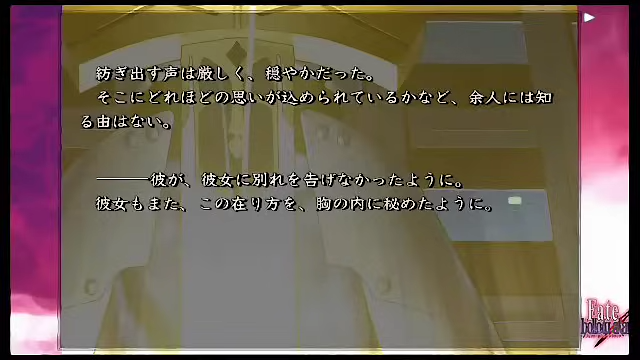 紡ぎ出す声は厳しく、穏やかだった。
そこにどれほどの思いが込められているかなど、余人には知
る由はない。
―――彼が、彼女に別れを告げなかったように。
彼女もまた、この在り方を、胸の内に秘めたように。
Fate
hollow ataraxia